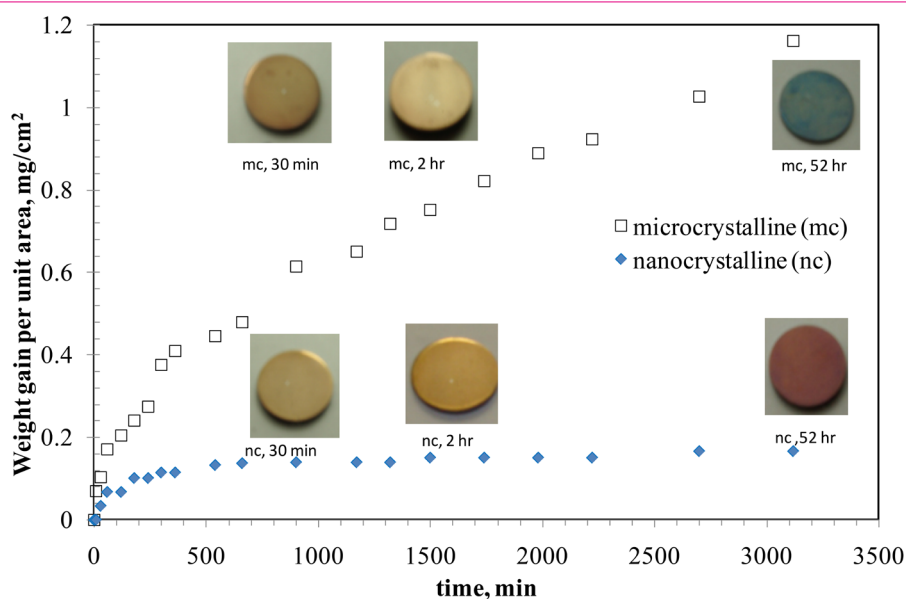 1.2
1
0.8
0.6
0.4
0.2
0
Weight gain per unit area, mg/cm²
mc, 30 min
mc, 2 hr
mc, 52 hr
microcrystalline (mc)
nanocrystalline (nc)
nc, 30 min
nc, 2 hr
nc ,52 hr
0 500 1000 1500 2000 2500 3000 3500
time, min